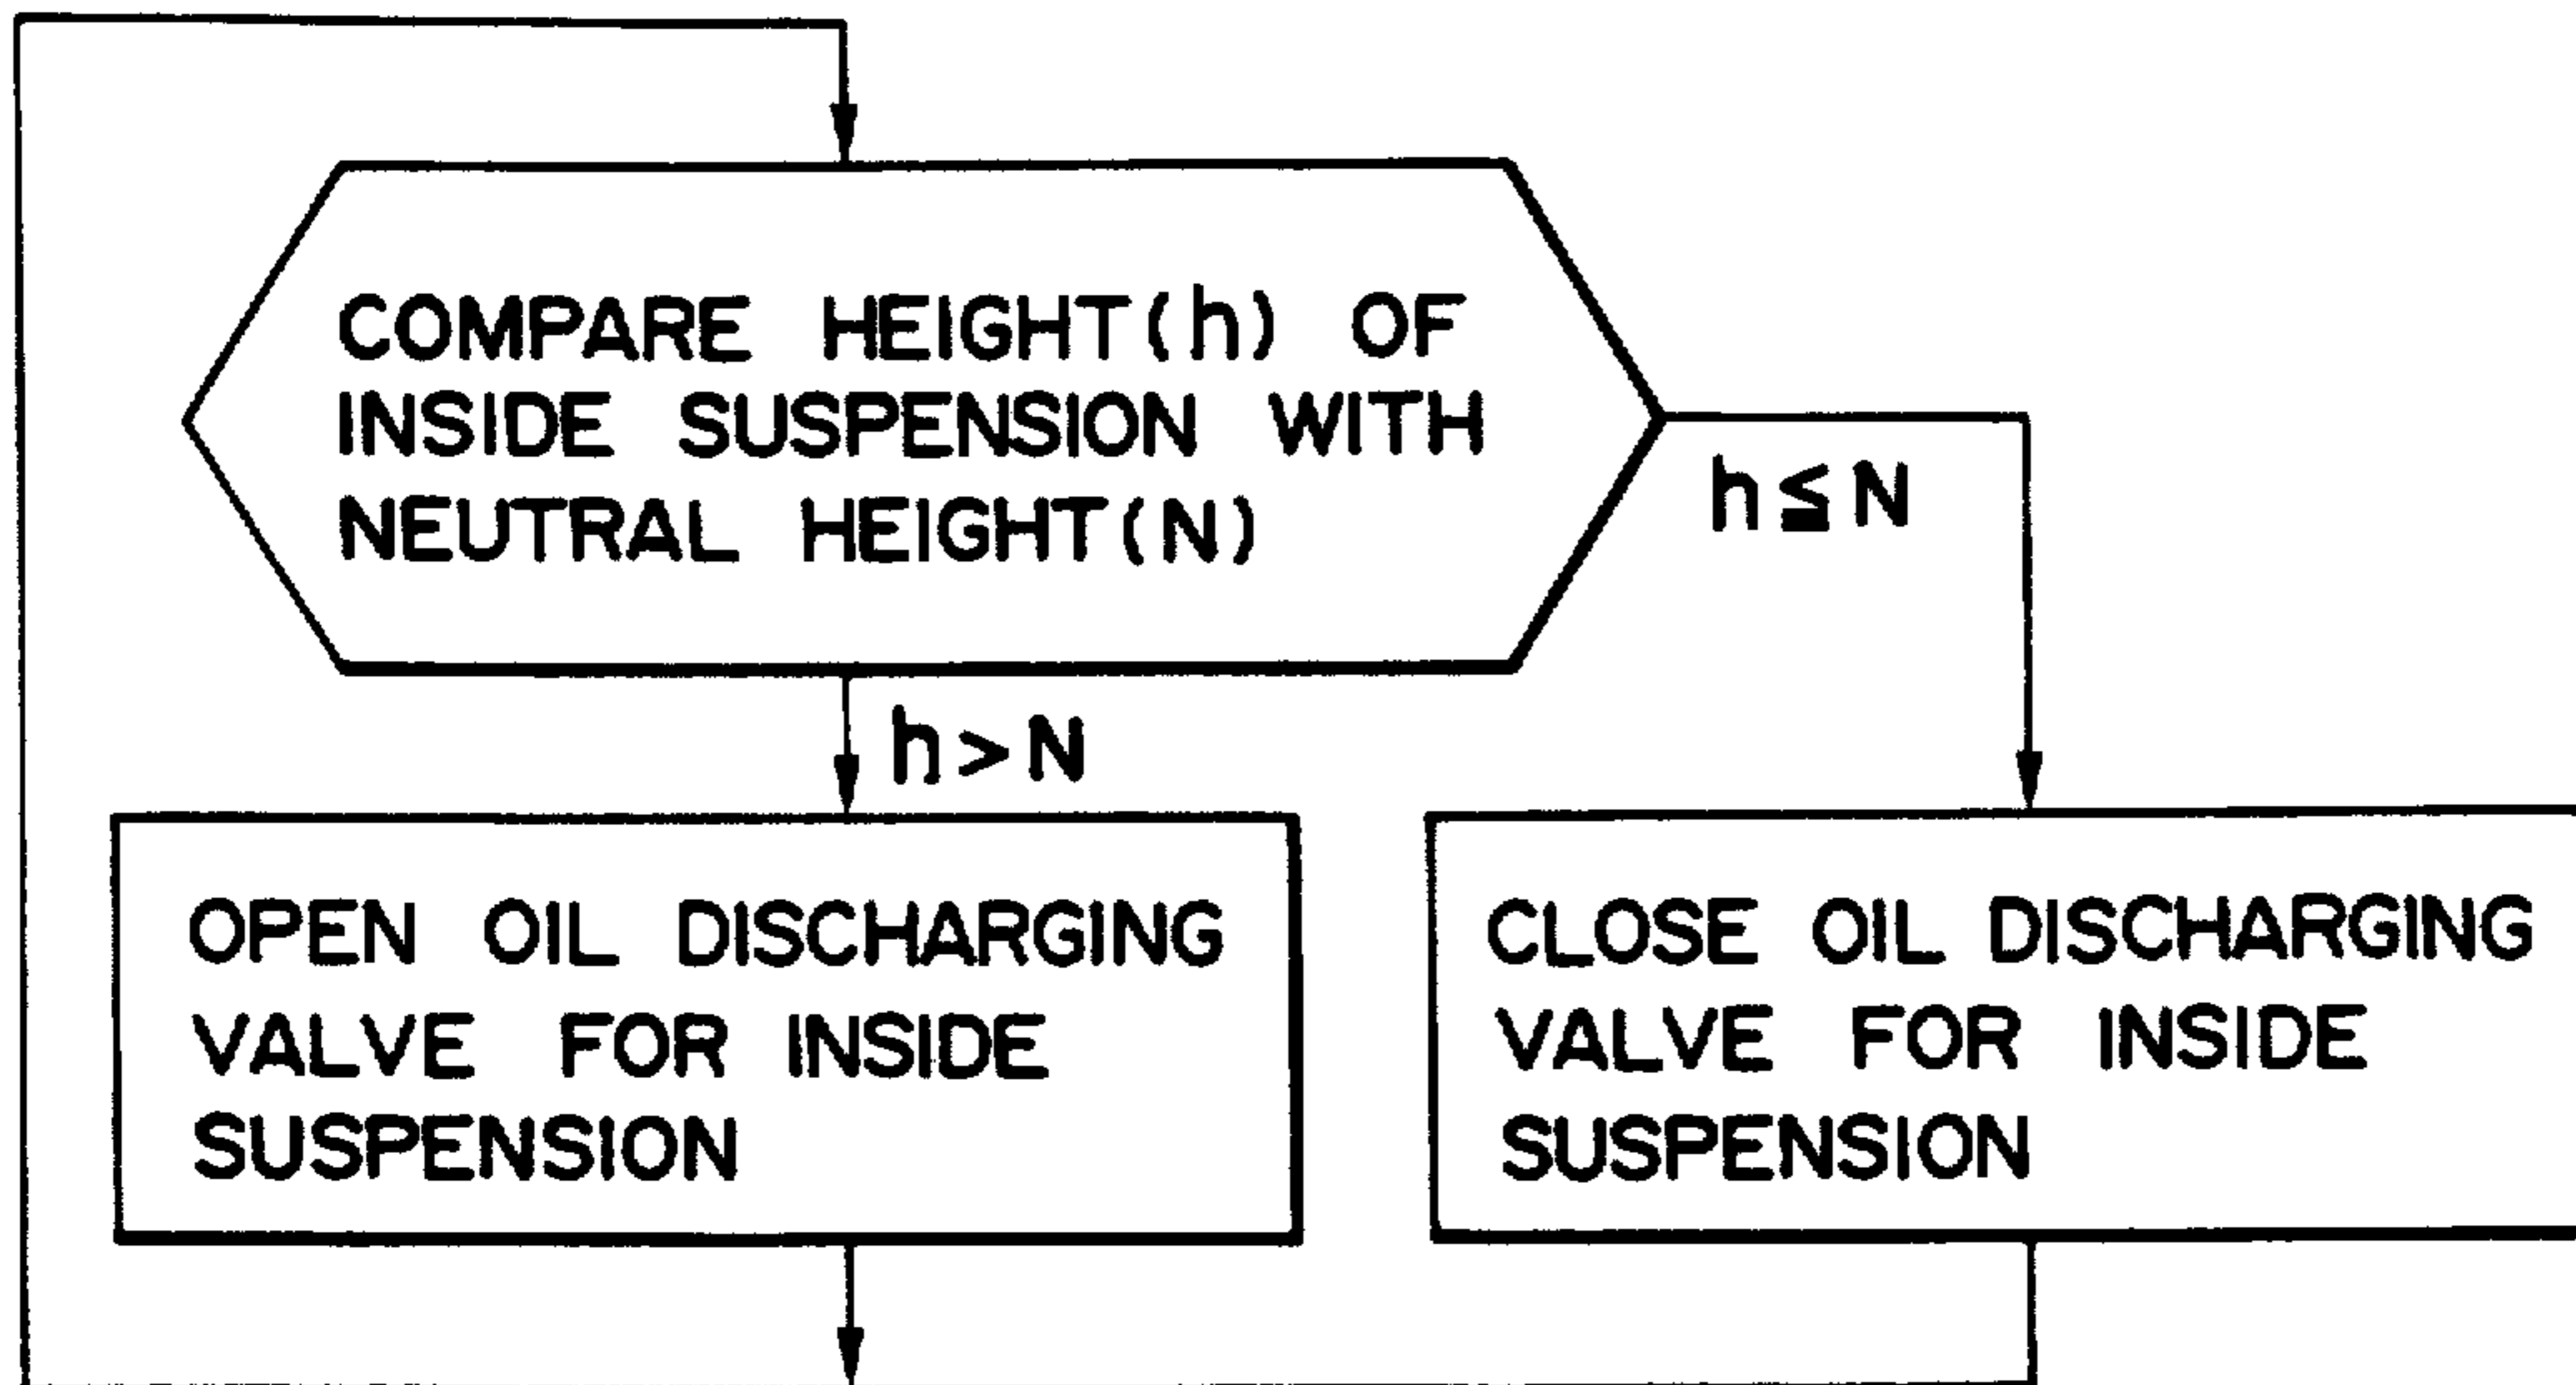 COMPARE HEIGHT(h) OF
INSIDE SUSPENSION WITH
NEUTRAL HEIGHT(N)
h≦N
h>N
OPEN OIL DISCHARGING
VALVE FOR INSIDE
SUSPENSION
CLOSE OIL DISCHARGING
VALVE FOR INSIDE
SUSPENSION